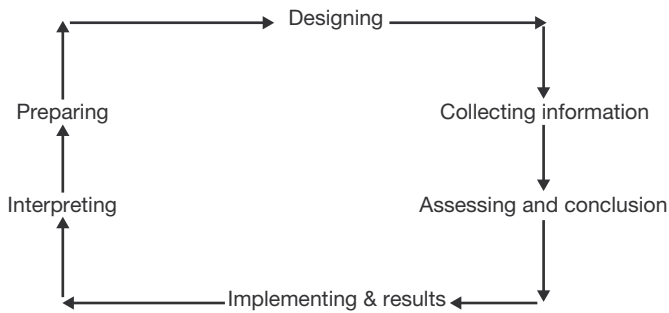 Designing
Preparing
Collecting information
Interpreting
Assessing and conclusion
Implementing & results